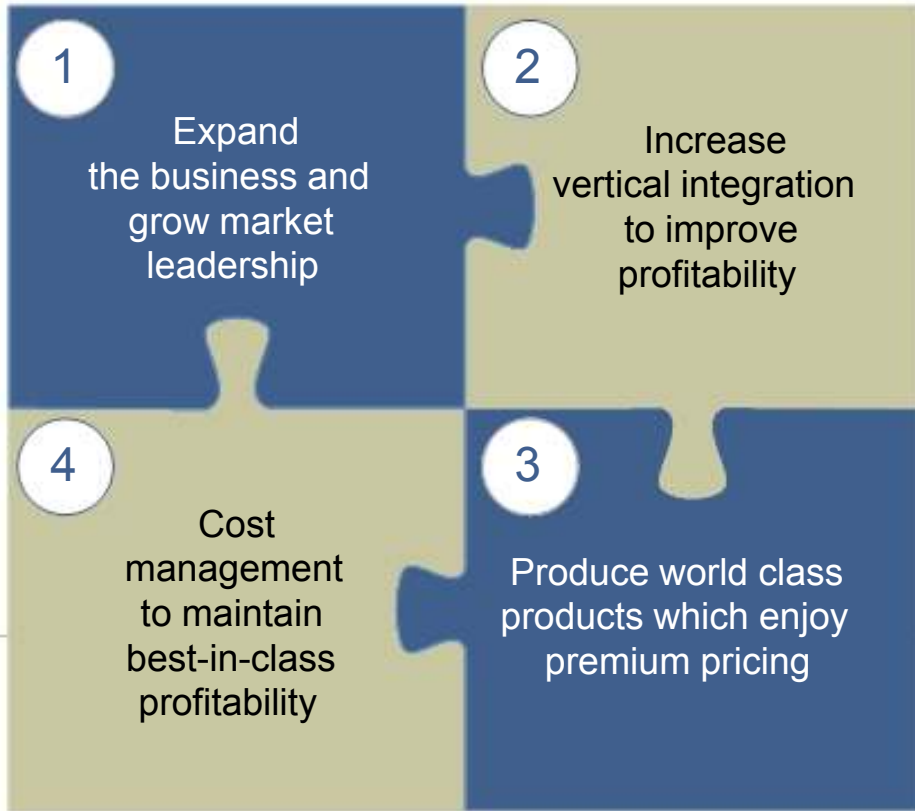 1
Expand
the business and
grow market
leadership
2
Increase
vertical integration
to improve
profitability
4
Cost
management
to maintain
best-in-class
profitability
3
Produce world class
products which enjoy
premium pricing